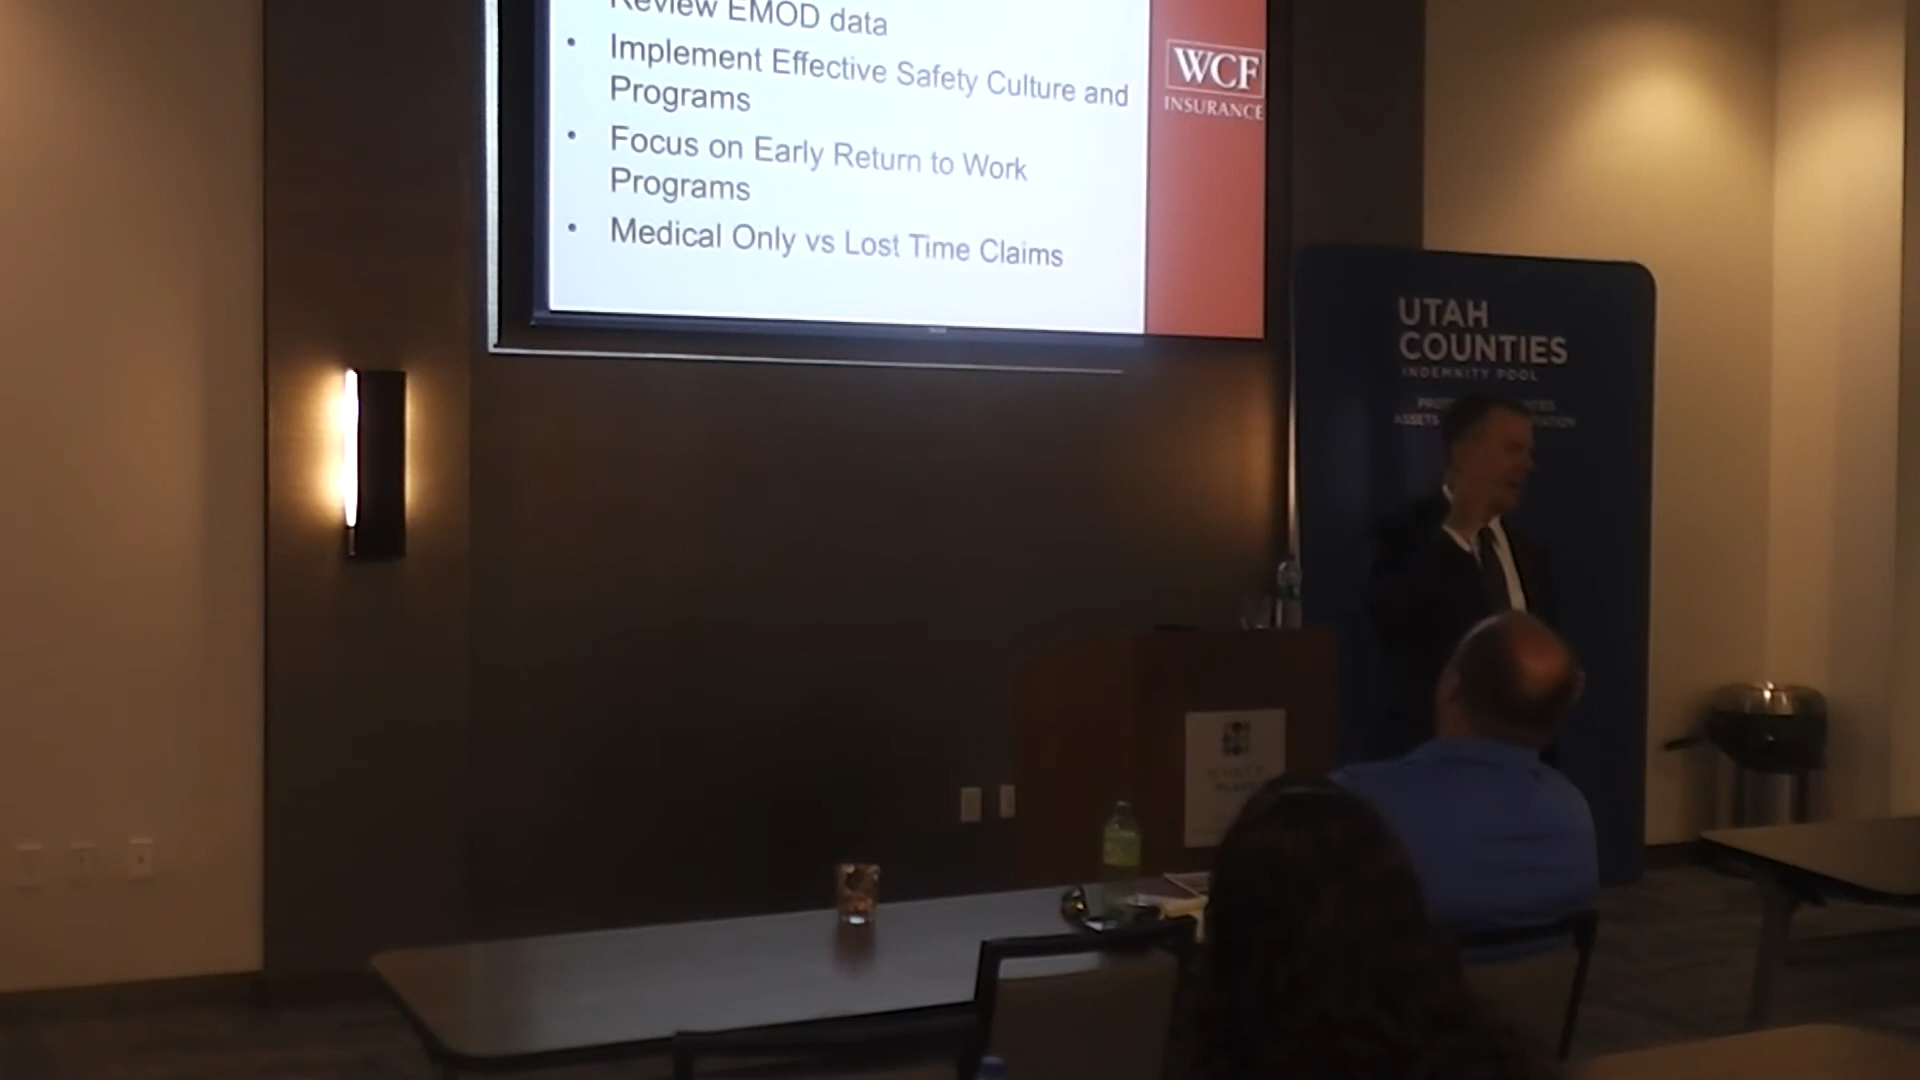 Review EMOD data
• Implement Effective Safety Culture and
Programs
• Focus on Early Return to Work
Programs
• Medical Only vs Lost Time Claims
WCF
INSURANCE
UTAH
COUNTIES
INDEMNITY POOL
ASSETS